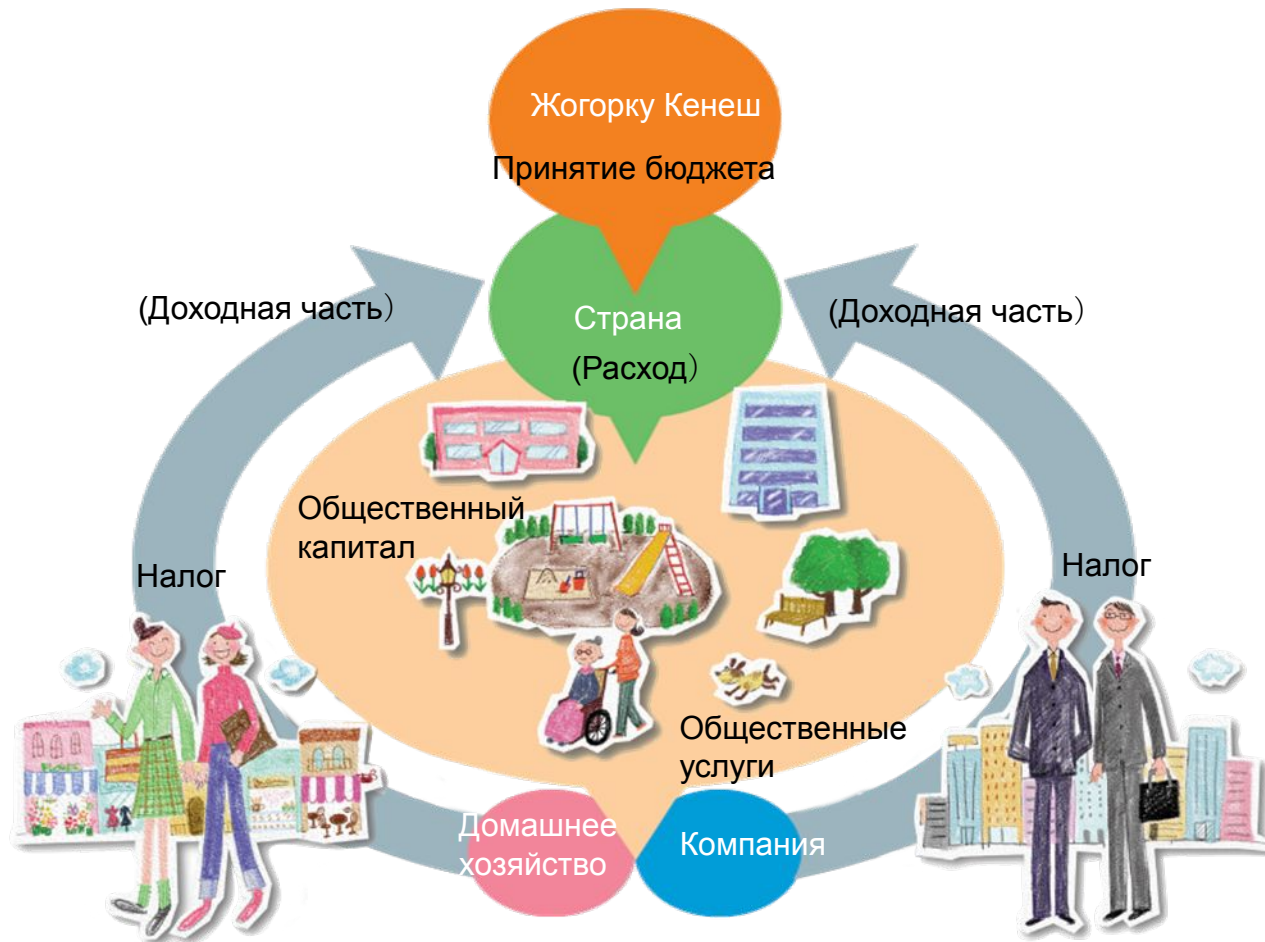 Жогорку Кенеш
Принятие бюджета
(Доходная часть）
Страна
(Расход）
(Доходная часть）
Общественный
капитал
Налог
Налог
Общественные
услуги
Домашнее
хозяйство
Компания